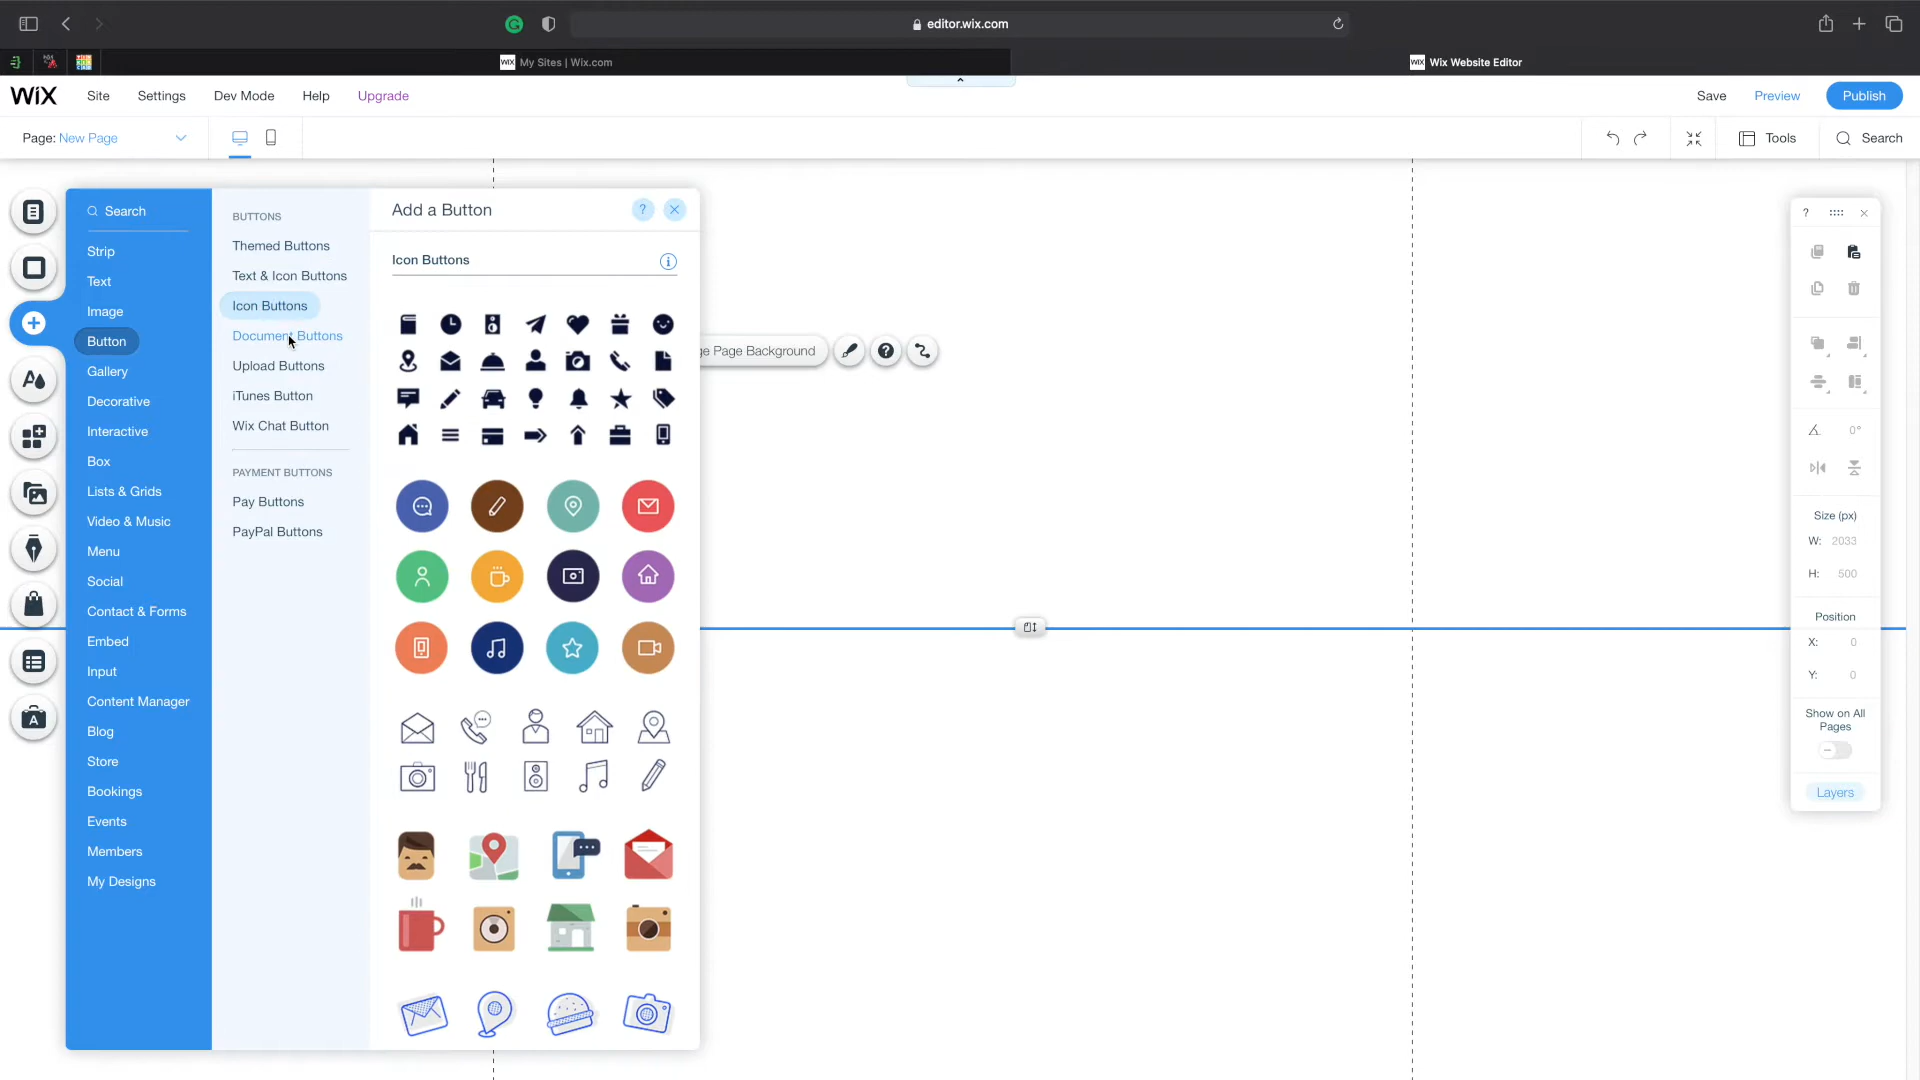 editor.wix.com
WiX My Sites | Wix.com
WiX Wix Website Editor
WiX Site Settings Dev Mode Help Upgrade
Save Preview Publish
Page: New Page
Tools Search
Search
Strip
Text
Image
Button
Gallery
Decorative
Interactive
Box
Lists & Grids
Video & Music
Menu
Social
Contact & Forms
Embed
Input
Content Manager
Blog
Store
Bookings
Events
Members
My Designs
BUTTONS
Themed Buttons
Text & Icon Buttons
Icon Buttons
Document Buttons
Upload Buttons
iTunes Button
Wix Chat Button
PAYMENT BUTTONS
Pay Buttons
PayPal Buttons
Add a Button
?
Icon Buttons
ge Page Background
?
?
0°
Size (px)
W: 2033
H: 500
Position
X: 0
Y: 0
Show on All
Pages
Layers